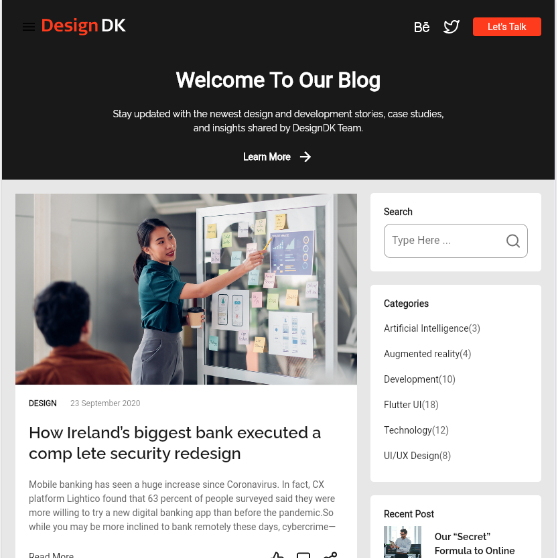 Design DK
Bē
Let's Talk
Welcome To Our Blog
Stay updated with the newest design and development stories, case studies,
and insights shared by DesignDK Team.
Learn More
DESIGN
23 September 2020
How Ireland's biggest bank executed a
comp lete security redesign
Mobile banking has seen a huge increase since Coronavirus. In fact, CX
platform Lightico found that 63 percent of people surveyed said they were
more willing to try a new digital banking app than before the pandemic.So
while you may be more inclined to bank remotely these days, cybercrime—
Read More
Search
Type Here ...
Categories
Artificial Intelligence(3)
Augmented reality(4)
Development(10)
Flutter UI(18)
Technology(12)
UI/UX Design(8)
Recent Post
Our “Secret”
Formula to Online